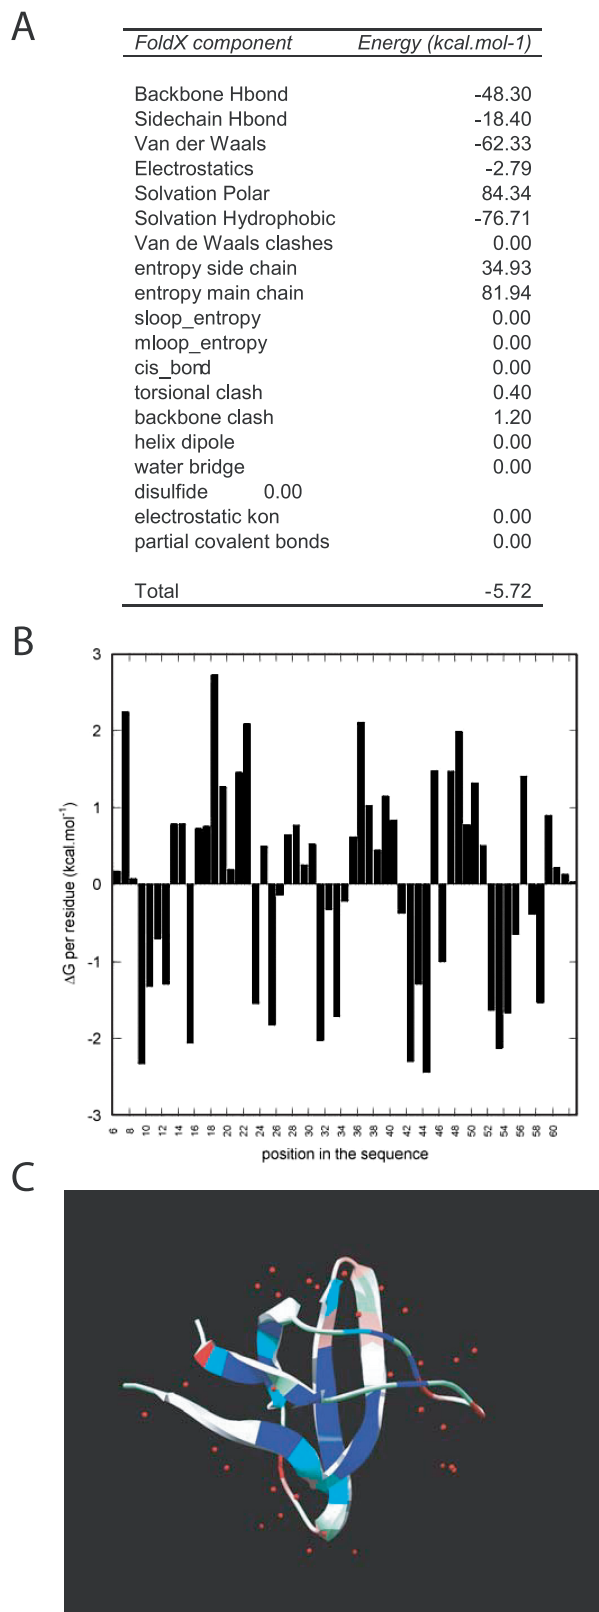 A
FoldX component Energy (kcal.mol-1)
Backbone Hbond -48.30
Sidechain Hbond -18.40
Van der Waals -62.33
Electrostatics -2.79
Solvation Polar 84.34
Solvation Hydrophobic -76.71
Van de Waals clashes 0.00
entropy side chain 34.93
entropy main chain 81.94
sloop_entropy 0.00
mloop_entropy 0.00
cis_bond 0.00
torsional clash 0.40
backbone clash 1.20
helix dipole 0.00
water bridge 0.00
disulfide 0.00
electrostatic kon 0.00
partial covalent bonds 0.00
Total -5.72
B
3
2
1
0
-1
-2
-3
ΔG per residue (kcal.mol-1)
6 8 10 12 14 16 18 20 22 24 26 28 30 32 34 36 38 40 42 44 46 48 50 52 54 56 58 60
position in the sequence
C